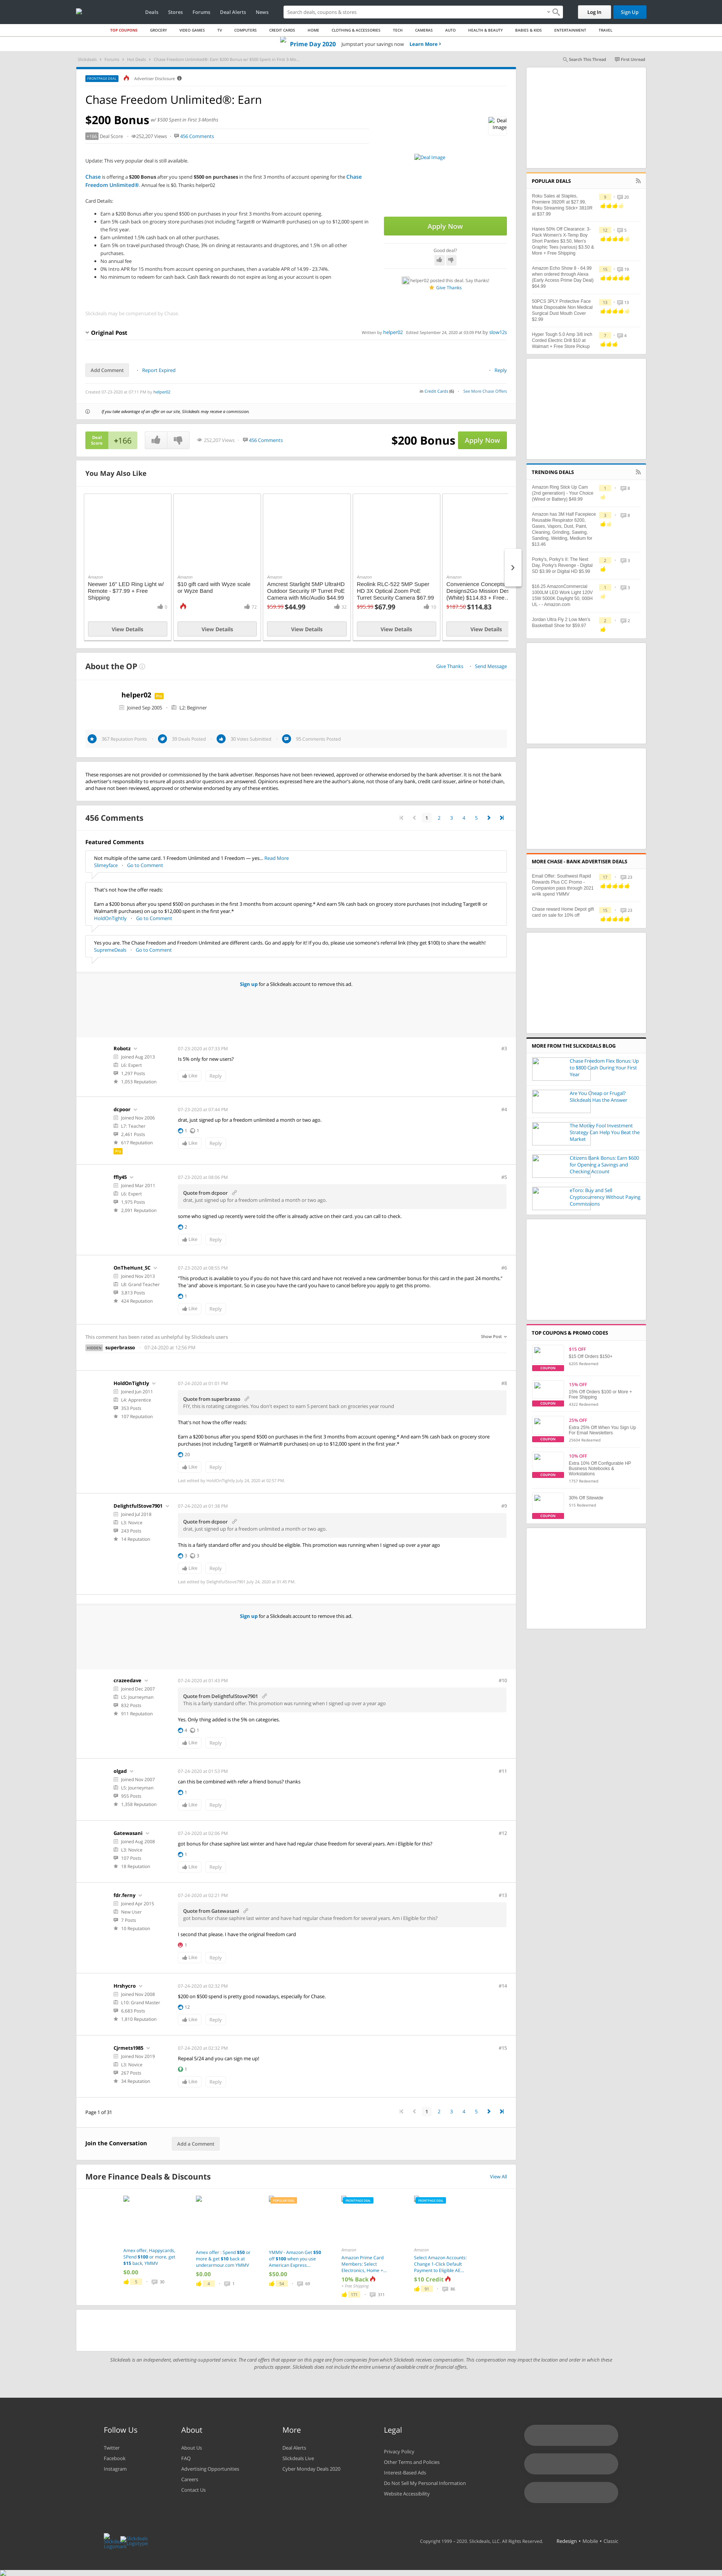 Deals Stores Forums Deal Alerts News
Search deals, coupons & stores
Log In Sign Up
TOP COUPONS GROCERY VIDEO GAMES TV COMPUTERS CREDIT CARDS HOME CLOTHING & ACCESSORIES TECH CAMERAS AUTO HEALTH & BEAUTY BABIES & KIDS ENTERTAINMENT TRAVEL
Prime Day 2020 Jumpstart your savings now Learn More
Slickdeals Forums Hot Deals Chase Freedom Unlimited®: Earn $200 Bonus w/ $500 Spent in First 3 Mo...
Search This Thread First Unread
FRONTPAGE DEAL Advertiser Disclosure
Chase Freedom Unlimited®: Earn
$200 Bonus w/ $500 Spent in First 3-Months
+166 Deal Score 252,207 Views 456 Comments
Deal Image
Update: This very popular deal is still available.
Chase is offering a $200 Bonus after you spend $500 on purchases in the first 3 months of account opening for the Chase Freedom Unlimited®. Annual fee is $0. Thanks helper02
Card Details:
Earn a $200 Bonus after you spend $500 on purchases in your first 3 months from account opening.
Earn 5% cash back on grocery store purchases (not including Target® or Walmart® purchases) on up to $12,000 spent in the first year.
Earn unlimited 1.5% cash back on all other purchases.
Earn 5% on travel purchased through Chase, 3% on dining at restaurants and drugstores, and 1.5% on all other purchases.
No annual fee
0% Intro APR for 15 months from account opening on purchases, then a variable APR of 14.99 - 23.74%.
Minimum to redeem for cash back. Cash Back rewards do not expire as long as your account is open
Deal Image
Apply Now
Good deal?
helper02 posted this deal. Say thanks!
Give Thanks
Slickdeals may be compensated by Chase.
Original Post
Written by helper02 Edited September 24, 2020 at 03:09 PM by slow12s
Add Comment Report Expired Reply
Created 07-23-2020 at 07:11 PM by helper02
Credit Cards (6) See More Chase Offers
If you take advantage of an offer on our site, Slickdeals may receive a commission.
Deal Score +166 252,207 Views 456 Comments $200 Bonus Apply Now
You May Also Like
Amazon
Neewer 16" LED Ring Light w/ Remote - $77.99 + Free Shipping
View Details
Amazon
$10 gift card with Wyze scale or Wyze Band
12
View Details
Amazon
Amcrest Starlight 5MP UltraHD Outdoor Security IP Turret PoE Camera with Mic/Audio $44.99
$59.99 $44.99
View Details
Amazon
Reolink RLC-522 5MP Super HD 3X Optical Zoom PoE Turret Security Camera $67.99
$95.99 $67.99
View Details
Amazon
Convenience Concepts Designs2Go Mission Des (White) $114.83 + Free...
$187.50 $114.83
View Details
About the OP
Give Thanks Send Message
helper02 Pro
Joined Sep 2005 L2: Beginner
367 Reputation Points 39 Deals Posted 30 Votes Submitted 95 Comments Posted
These responses are not provided or commissioned by the bank advertiser. Responses have not been reviewed, approved or otherwise endorsed by the bank advertiser. It is not the bank advertiser's responsibility to ensure all posts and/or questions are answered. Opinions expressed here are the author's alone, not those of any bank, credit card issuer, airline or hotel chain, and have not been reviewed, approved or otherwise endorsed by any of these entities.
456 Comments
1 2 3 4 5
Featured Comments
Not multiple of the same card. 1 Freedom Unlimited and 1 Freedom — yes... Read More
Slimeyface Go to Comment
That's not how the offer reads:
Earn a $200 bonus after you spend $500 on purchases in your first 3 months from account opening.* And earn 5% cash back on grocery store purchases (not including Target® or Walmart® purchases) on up to $12,000 spent in the first year.*
HoldOnTightly Go to Comment
Yes you are. The Chase Freedom and Freedom Unlimited are different cards. Go and apply for it! If you do, please use someone's referral link (they get $100) to share the wealth!
SupremeDeals Go to Comment
Sign up for a Slickdeals account to remove this ad.
Robotz
Joined Aug 2013
L6: Expert
1,297 Posts
1,053 Reputation
07-23-2020 at 07:33 PM #3
Is 5% only for new users?
Like Reply
dcpoor
Joined Nov 2006
L7: Teacher
2,461 Posts
617 Reputation
Pro
07-23-2020 at 07:44 PM #4
drat, just signed up for a freedom unlimited a month or two ago.
1 1
Like Reply
ffly45
Joined Mar 2011
L6: Expert
1,975 Posts
2,091 Reputation
07-23-2020 at 08:06 PM #5
Quote from dcpoor
drat, just signed up for a freedom unlimited a month or two ago.
some who signed up recently were told the offer is already active on their card. you can call to check.
2
Like Reply
OnTheHunt_SC
Joined Nov 2013
L8: Grand Teacher
3,813 Posts
424 Reputation
07-23-2020 at 08:55 PM #6
"This product is available to you if you do not have this card and have not received a new cardmember bonus for this card in the past 24 months." The 'and' above is important. So in case you have the card you have to cancel before you apply to get this promo.
1
Like Reply
This comment has been rated as unhelpful by Slickdeals users Show Post
superbrasso 07-24-2020 at 12:56 PM
HoldOnTightly
Joined Jun 2011
L4: Apprentice
353 Posts
107 Reputation
07-24-2020 at 01:01 PM #8
Quote from superbrasso
FIY, this is rotating categories. You don't expect to earn 5 percent back on groceries year round
That's not how the offer reads:
Earn a $200 bonus after you spend $500 on purchases in your first 3 months from account opening.* And earn 5% cash back on grocery store purchases (not including Target® or Walmart® purchases) on up to $12,000 spent in the first year.*
20
Like Reply
Last edited by HoldOnTightly July 24, 2020 at 05:37 PM
DelightfulStove7901
Joined Jul 2018
L3: Novice
243 Posts
14 Reputation
07-24-2020 at 01:38 PM #9
Quote from dcpoor
drat, just signed up for a freedom unlimited a month or two ago.
This is a fairly standard offer and you should be eligible. This promotion was running when I signed up over a year ago
3 3
Like Reply
Last edited by DelightfulStove7901 July 24, 2020 at 01:45 PM
Sign up for a Slickdeals account to remove this ad.
crazeedave
Joined Dec 2007
L5: Journeyman
832 Posts
911 Reputation
07-24-2020 at 01:43 PM #10
Quote from DelightfulStove7901
This is a fairly standard offer. This promotion was running when I signed up over a year ago
Yes. Only thing added is the 5% on categories.
4 1
Like Reply
olgad
Joined Nov 2007
L5: Journeyman
955 Posts
1,358 Reputation
07-24-2020 at 01:53 PM #11
can this be combined with refer a friend bonus? thanks
1
Like Reply
Gatewasani
Joined Aug 2008
L3: Novice
107 Posts
18 Reputation
07-24-2020 at 02:06 PM #12
got bonus for chase saphire last winter and have had regular chase freedom for several years. Am i Eligible for this?
1
Like Reply
fdr.ferny
Joined Apr 2015
New User
7 Posts
10 Reputation
07-24-2020 at 02:21 PM #13
Quote from Gatewasani
got bonus for chase saphire last winter and have had regular chase freedom for several years. Am i Eligible for this?
I second that please. I have the original freedom card
1
Like Reply
Hrshycro
Joined Nov 2008
L10: Grand Master
6,683 Posts
1,810 Reputation
07-24-2020 at 02:32 PM #14
$200 on $500 spend is pretty good nowadays, especially for Chase.
12
Like Reply
Cjrmets1985
Joined Nov 2019
L3: Novice
267 Posts
34 Reputation
07-24-2020 at 02:32 PM #15
Repeal 5/24 and you can sign me up!
1
Like Reply
Page 1 of 31
1 2 3 4 5
Join the Conversation Add a Comment
More Finance Deals & Discounts View All
Amex offer, Happycards, SPend $100 or more, get $15 back, YMMV
$0.00
Amex offer : Spend $50 or more & get $10 back at underarmour.com YMMV
$0.00
YMMV - Amazon Get $50 off $100 when you use American Express...
$50.00
FRONTPAGE DEAL
Amazon
Amazon Prime Card Members: Select Electronics, Home +...
10% Back
+ Free Shipping
171 311
FRONTPAGE DEAL
Amazon
Select Amazon Accounts: Change 1-Click Default Payment to Eligible All...
$10 Credit
POPULAR DEALS
Roku Sales at Staples, Premiere 3920R at $27.99, Roku Streaming Stick+ 3810R at $37.99
Hanes 50% Off Clearance: 3-Pack Women's X-Temp Boy Short Panties $3.50, Men's Graphic Tees (various) $3.50 & More + Free Shipping
Amazon Echo Show 8 - 64.99 when ordered through Alexa (Early Access Prime Day Deal) $64.99
50PCS 3PLY Protective Face Mask Disposable Non Medical Surgical Dust Mouth Cover $2.99
Hyper Tough 5.0 Amp 3/8 inch Corded Electric Drill $10 at Walmart + Free Store Pickup
TRENDING DEALS
Amazon Ring Stick Up Cam (2nd generation) - Your Choice (Wired or Battery) $49.99
Amazon has 3M Half Facepiece Reusable Respirator 6200, Gases, Vapors, Dust, Paint, Cleaning, Grinding, Sawing, Sanding, Welding, Medium for $13.46
Porky's, Porky's II: The Next Day, Porky's Revenge - Digital SD $3.99 or Digital HD $5.99
$16.25 AmazonCommercial 1000LM LED Work Light 120V 15W 5000K Daylight 50, 000H UL - - Amazon.com
Jordan Ultra Fly 2 Low Men's Basketball Shoe for $59.97
MORE CHASE - BANK ADVERTISER DEALS
Email Offer: Southwest Rapid Rewards Plus CC Promo - Companion pass through 2021 w/4k spend YMMV
17 23
Chase reward Home Depot gift card on sale for 10% off
15 23
MORE FROM THE SLICKDEALS BLOG
Chase Freedom Flex Bonus: Up to $800 Cash During Your First Year
Are You Cheap or Frugal? Slickdeals Has the Answer
The Motley Fool Investment Strategy Can Help You Beat the Market
Citizens Bank Bonus: Earn $600 for Opening a Savings and Checking Account
eToro: Buy and Sell Cryptocurrency Without Paying Commissions
TOP COUPONS & PROMO CODES
$15 OFF
$15 Off Orders $150+
COUPON
15% OFF
15% Off Orders $100 or More + Free Shipping
COUPON
25% OFF
Extra 25% Off When You Sign Up For Email Newsletters
COUPON
10% OFF
Extra 10% Off Configurable HP Business Notebooks & Workstations
COUPON
30% Off Sitewide
COUPON
Slickdeals is an independent, advertising-supported service. The card offers that appear on this page are from companies from which Slickdeals receives compensation. This compensation may impact the location and order in which these products appear. Slickdeals does not include the entire universe of available credit or financial offers.
Follow Us
Twitter
Facebook
Instagram
About
About Us
FAQ
Advertising Opportunities
Careers
Contact Us
More
Deal Alerts
Slickdeals Live
Cyber Monday Deals 2020
Legal
Privacy Policy
Other Terms and Policies
Interest-Based Ads
Do Not Sell My Personal Information
Website Accessibility
Copyright 1999 - 2020. Slickdeals, LLC. All Rights Reserved. Redesign • Mobile • Classic